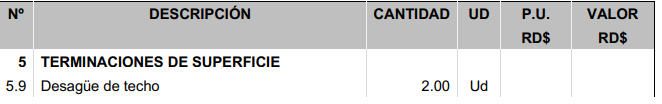 Nº DESCRIPCIÓN CANTIDAD UD P.U. VALOR
RD$ RD$
5 TERMINACIONES DE SUPERFICIE
5.9 Desagüe de techo 2.00 Ud